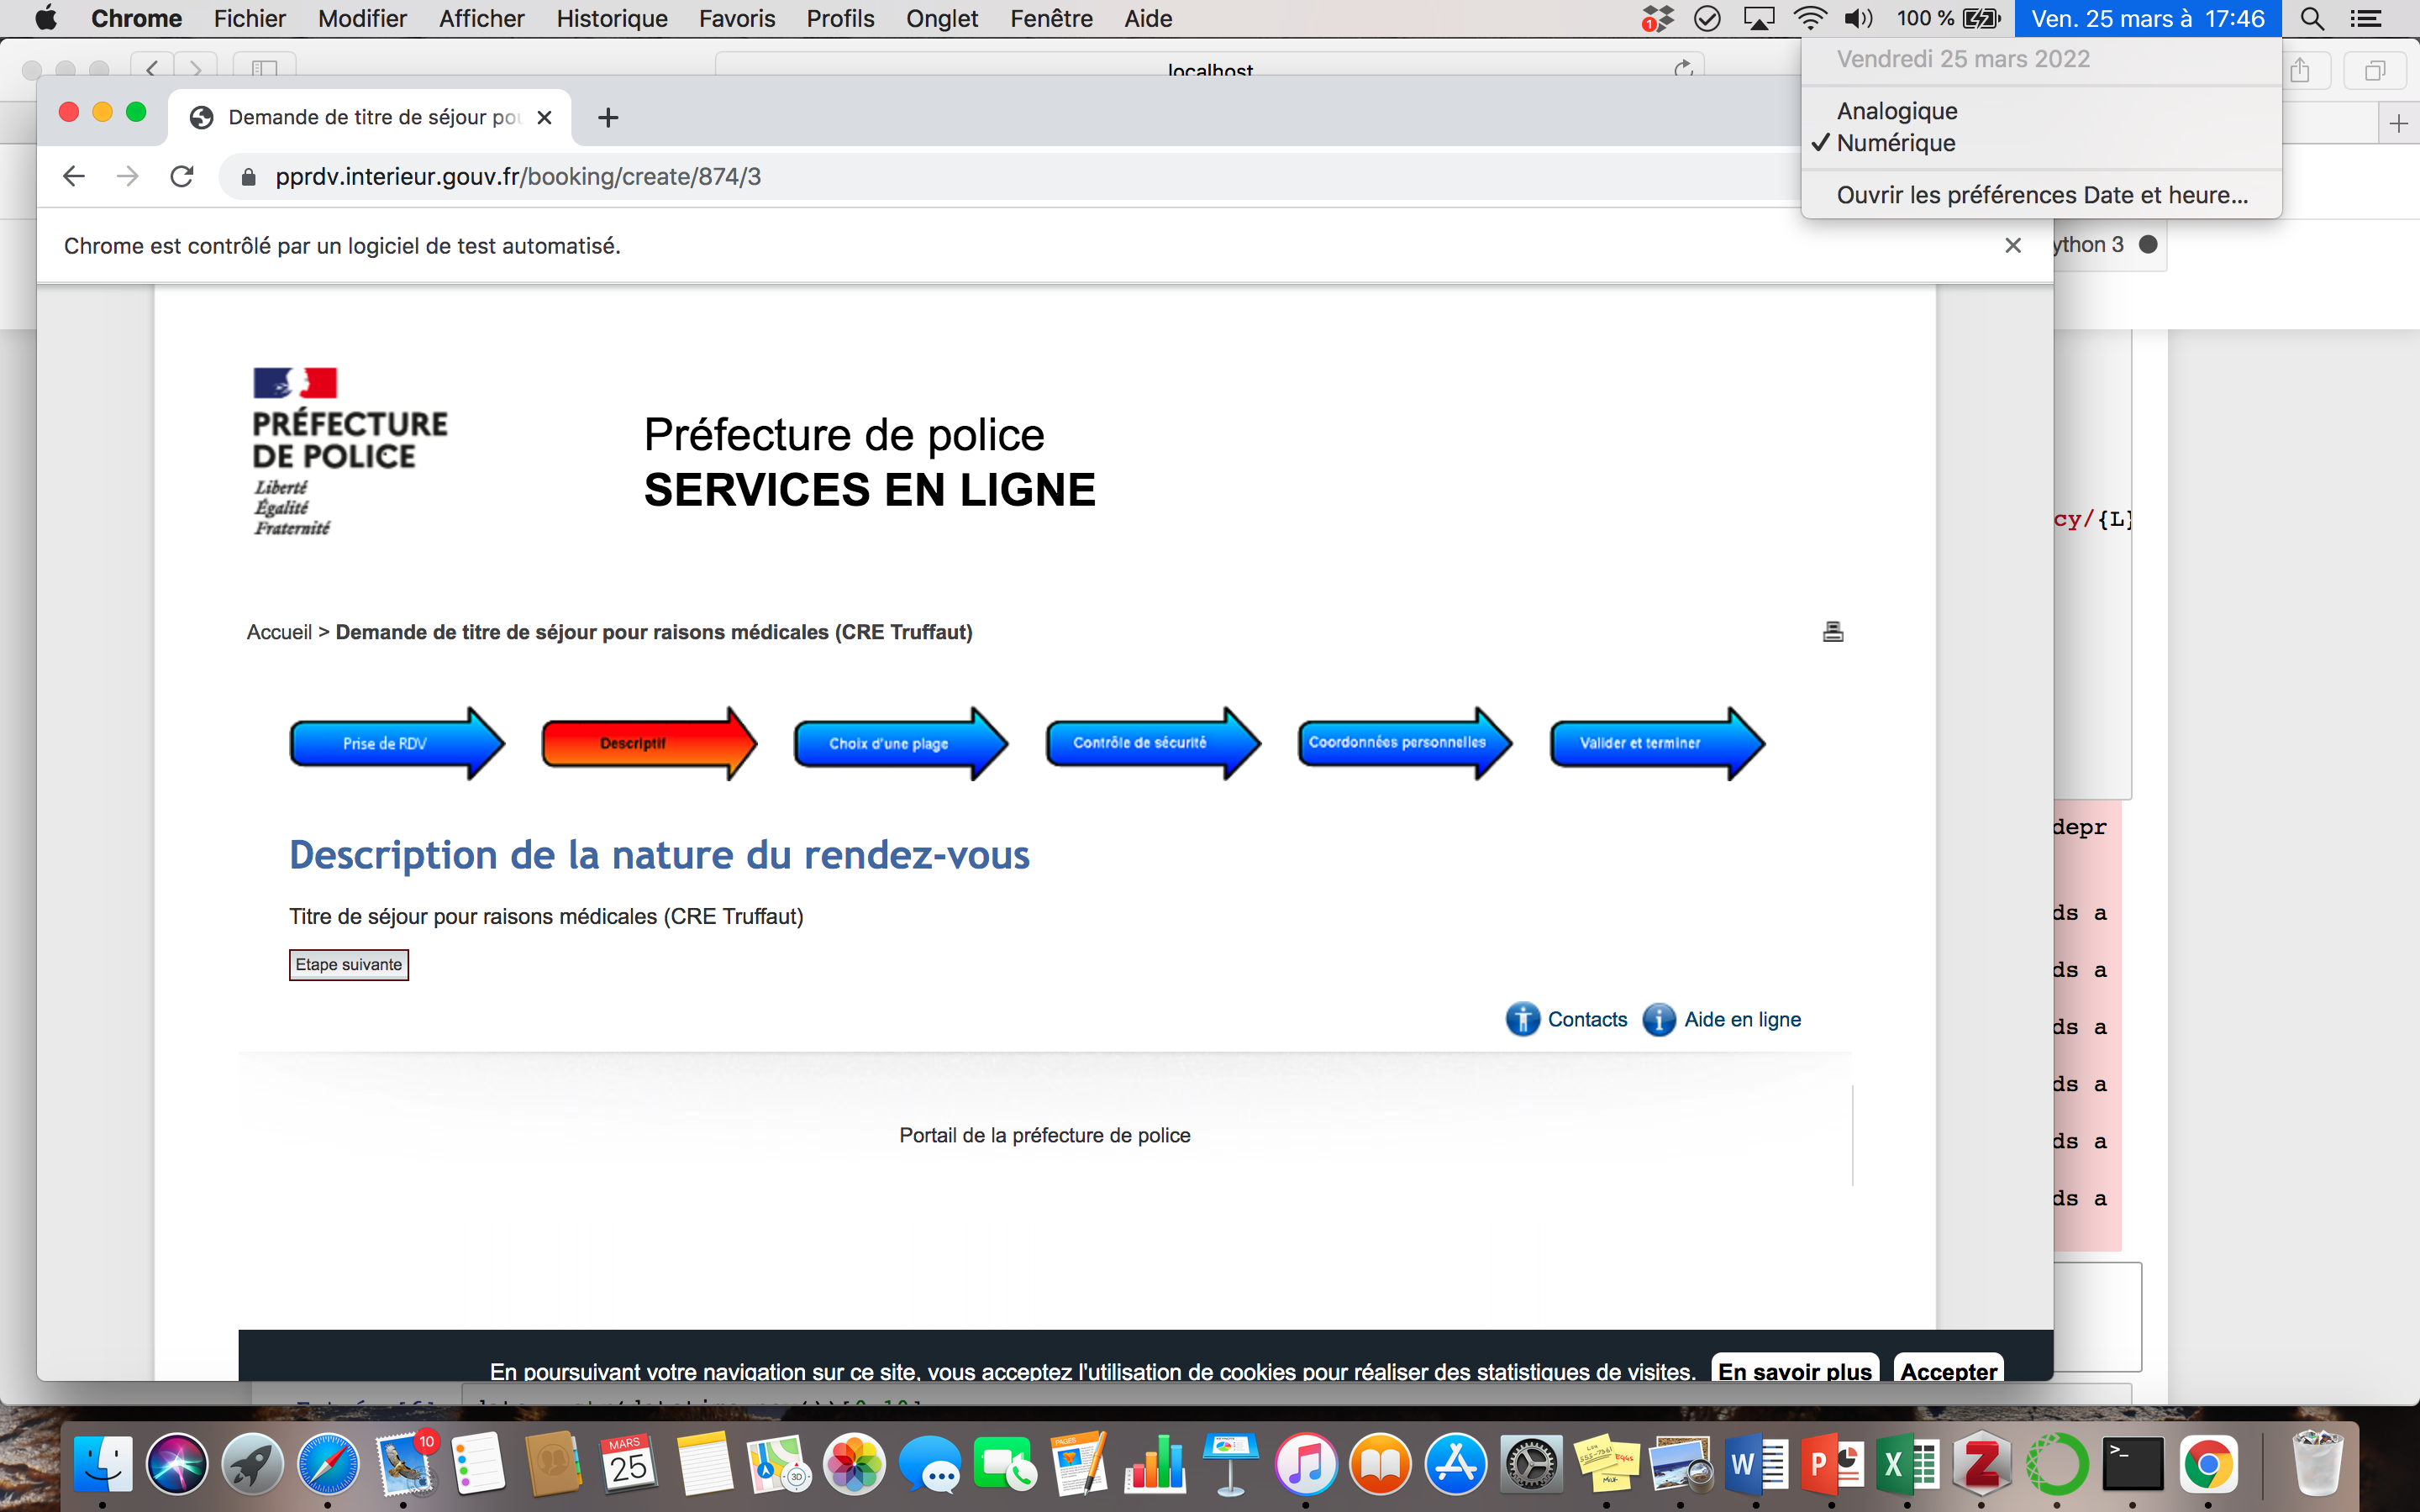 Chrome Fichier Modifier Afficher Historique Favoris Profils Onglet Fenêtre Aide
1 100 % Ven. 25 mars à 17:46
Vendredi 25 mars 2022
Analogique
✓ Numérique
Ouvrir les préférences Date et heure...
localhost
Demande de titre de séjour pou
pprdv.interieur.gouv.fr/booking/create/874/3
Chrome est contrôlé par un logiciel de test automatisé.
ython 3
PRÉFECTURE
DE POLICE
Liberté
Égalité
Fraternité
Préfecture de police
SERVICES EN LIGNE
cy/{L}
Accueil > Demande de titre de séjour pour raisons médicales (CRE Truffaut)
Prise de RDV
Descriptif
Choix d'une plage
Contrôle de sécurité
Coordonnées personnelles
Valider et terminer
depr
Description de la nature du rendez-vous
Titre de séjour pour raisons médicales (CRE Truffaut)
ds a
Etape suivante
ds a
Contacts
Aide en ligne
ds a
ds a
Portail de la préfecture de police
ds a
ds a
En poursuivant votre navigation sur ce site, vous acceptez l'utilisation de cookies pour réaliser des statistiques de visites. En savoir plus Accepter
10
MARS
25
3D
PAGES
W
P
X
Z
>_